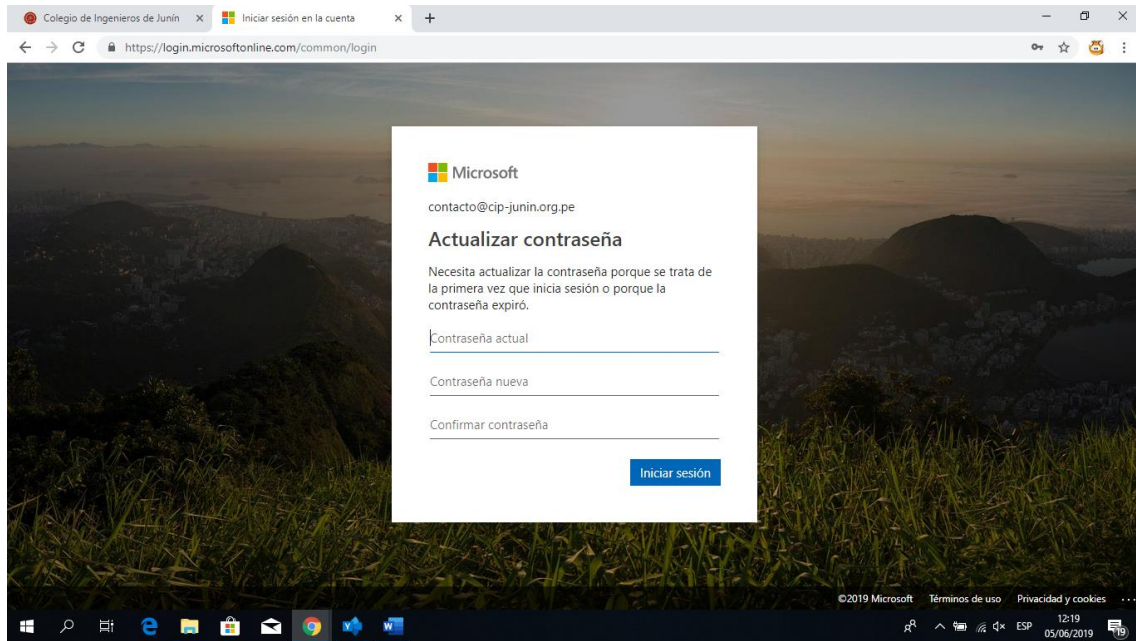 Colegio de Ingenieros de Junín
Iniciar sesión en la cuenta
https://login.microsoftonline.com/common/login
Microsoft
contacto@cip-junin.org.pe
Actualizar contraseña
Necesita actualizar la contraseña porque se trata de
la primera vez que inicia sesión o porque la
contraseña expiró.
Contraseña actual
Contraseña nueva
Confirmar contraseña
Iniciar sesión
©2019 Microsoft Términos de uso Privacidad y cookies ...
ESP
12:19
05/06/2019
19